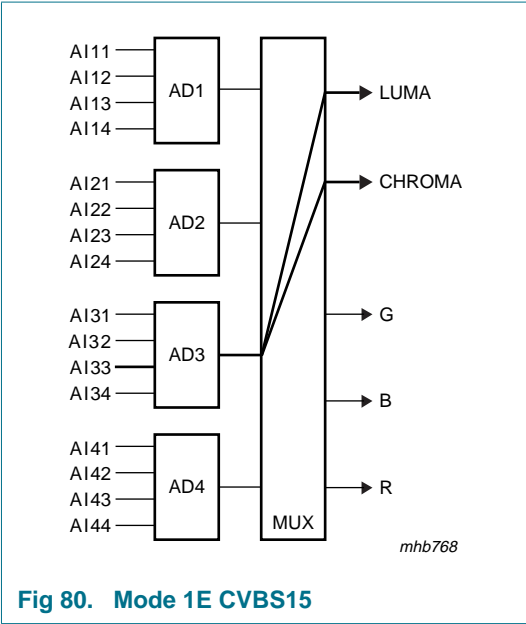 AI11
AI12
AI13
AI14
AD1
AI21
AI22
AI23
AI24
AD2
AI31
AI32
AI33
AI34
AD3
AI41
AI42
AI43
AI44
AD4
MUX
LUMA
CHROMA
G
B
R
mhb768
Fig 80. Mode 1E CVBS15